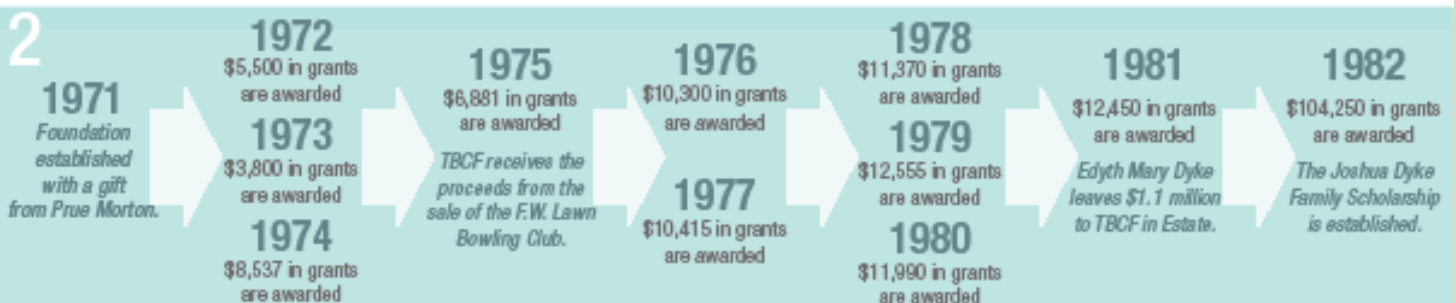 2
1971
Foundation
established
with a gift
from Prue Morton.
1972
$5,500 in grants
are awarded
1973
$3,800 in grants
are awarded
1974
$8,537 in grants
are awarded
1975
$6,881 in grants
are awarded
TBCF receives the
proceeds from the
sale of the F.W. Lawn
Bowling Club.
1976
$10,300 in grants
are awarded
1977
$10,415 in grants
are awarded
1978
$11,370 in grants
are awarded
1979
$12,555 in grants
are awarded
1980
$11,990 in grants
are awarded
1981
$12,450 in grants
are awarded
Edyth Mary Dyke
leaves $1.1 million
to TBCF in Estate.
1982
$104,250 in grants
are awarded
The Joshua Dyke
Family Scholarship
is established.